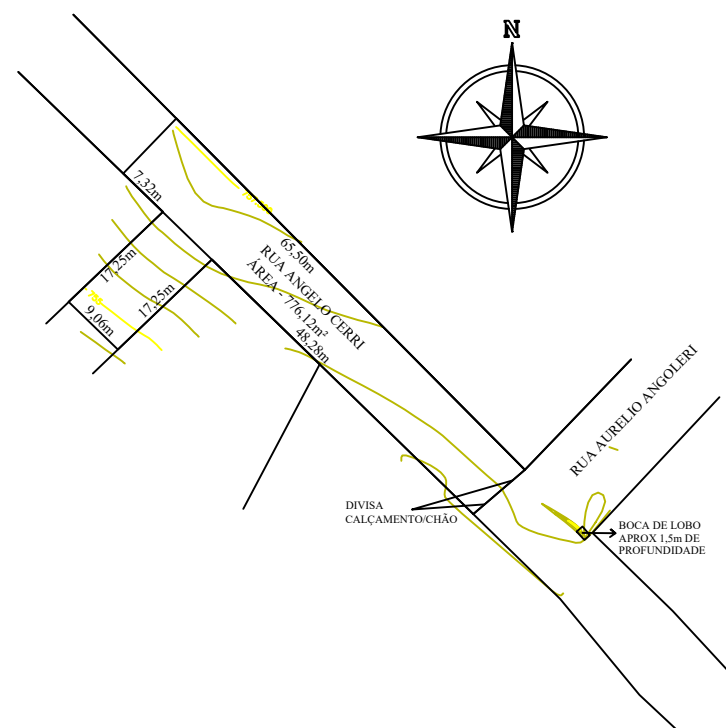 N
7,32m
65,50m
RUA ANGELO CERRI
ÁREA - 776,12m²
48,28m
17,25m
17,25m
9,06m
RUA AURELIO ANGOLERI
DIVISA
CALÇAMENTO/CHÃO
BOCA DE LOBO
APROX 1,5m DE
PROFUNDIDADE